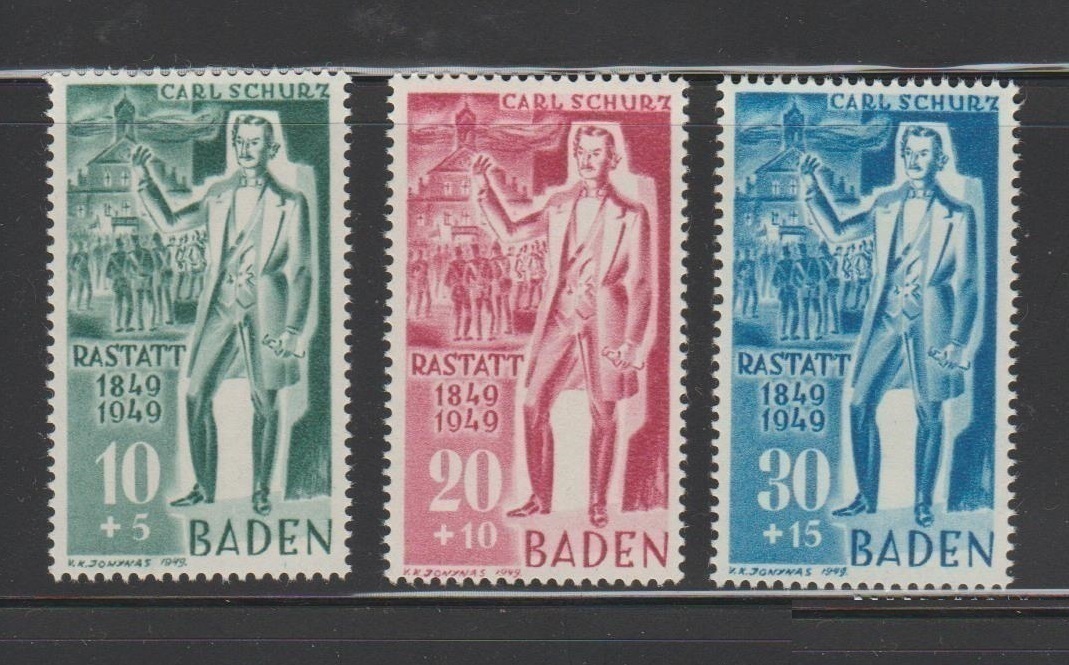 CARL SCHURZ
RASTATT
1849
1949
10
+ 5
BADEN
V.K.JONYNAS 1949.
CARL SCHURZ
RASTATT
1849
1949
20
+ 10
BADEN
V.K.JONYNAS 1949.
CARL SCHURZ
RASTATT
1849
1949
30
+ 15
BADEN
V.K.JONYNAS 1949.